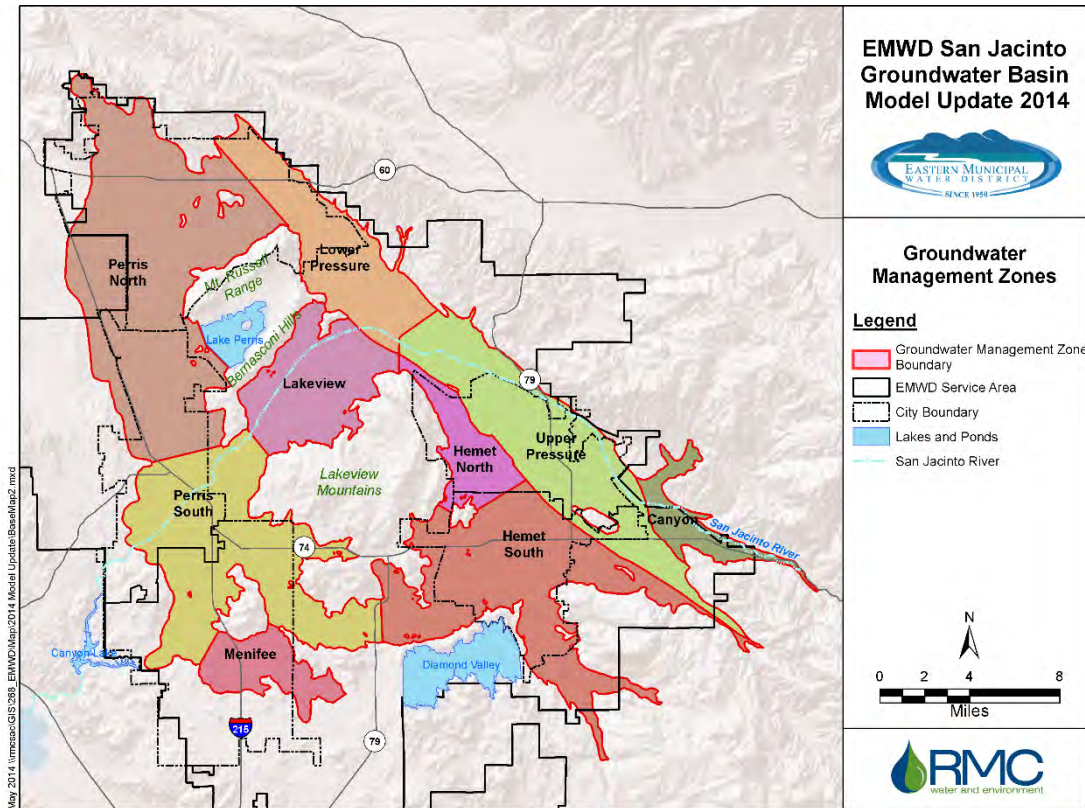 EMWD San Jacinto
Groundwater Basin
Model Update 2014
EASTERN MUNICIPAL
WATER DISTRICT
SINCE 1950
Groundwater
Management Zones
Legend
Groundwater Management Zone
Boundary
EMWD Service Area
City Boundary
Lakes and Ponds
San Jacinto River
N
0 2 4 8
Miles
RMC
water and environment
60
Perris
North
Lower
Pressure
Mt. Russell
Range
Lake Perris
Bernasconi Hills
Lakeview
79
Upper
Pressure
Hemet
North
Lakeview
Mountains
Perris
South
Canyon
San Jacinto River
74
Hemet
South
Canyon Lake
Menifee
Diamond Valley
215
79
May 2014 \\rmcsac\GIS\268_EMWD\Map\2014 Model Update\BaseMap2.mxd